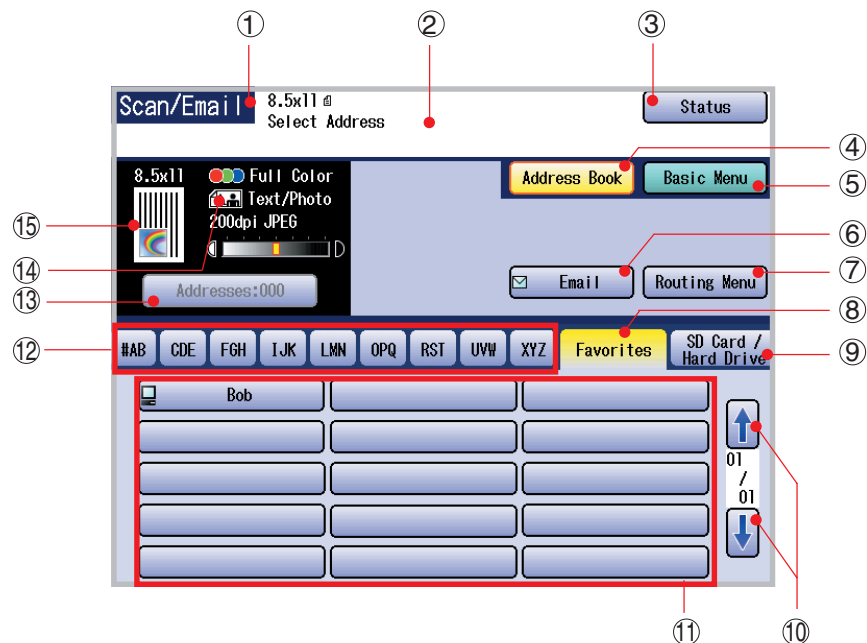 ① ② ③
Scan/Email
8.5x11
Select Address
Status
④
8.5x11
Full Color
Address Book
Basic Menu
⑤
Text/Photo
⑮
200dpi JPEG
⑥
⑭
⑦
Addresses:000
Email
Routing Menu
⑬
⑧
⑫
#AB CDE FGH IJK LMN OPQ RST UVW XYZ
Favorites
SD Card /
Hard Drive
⑨
Bob
01
/
01
⑪ ⑩